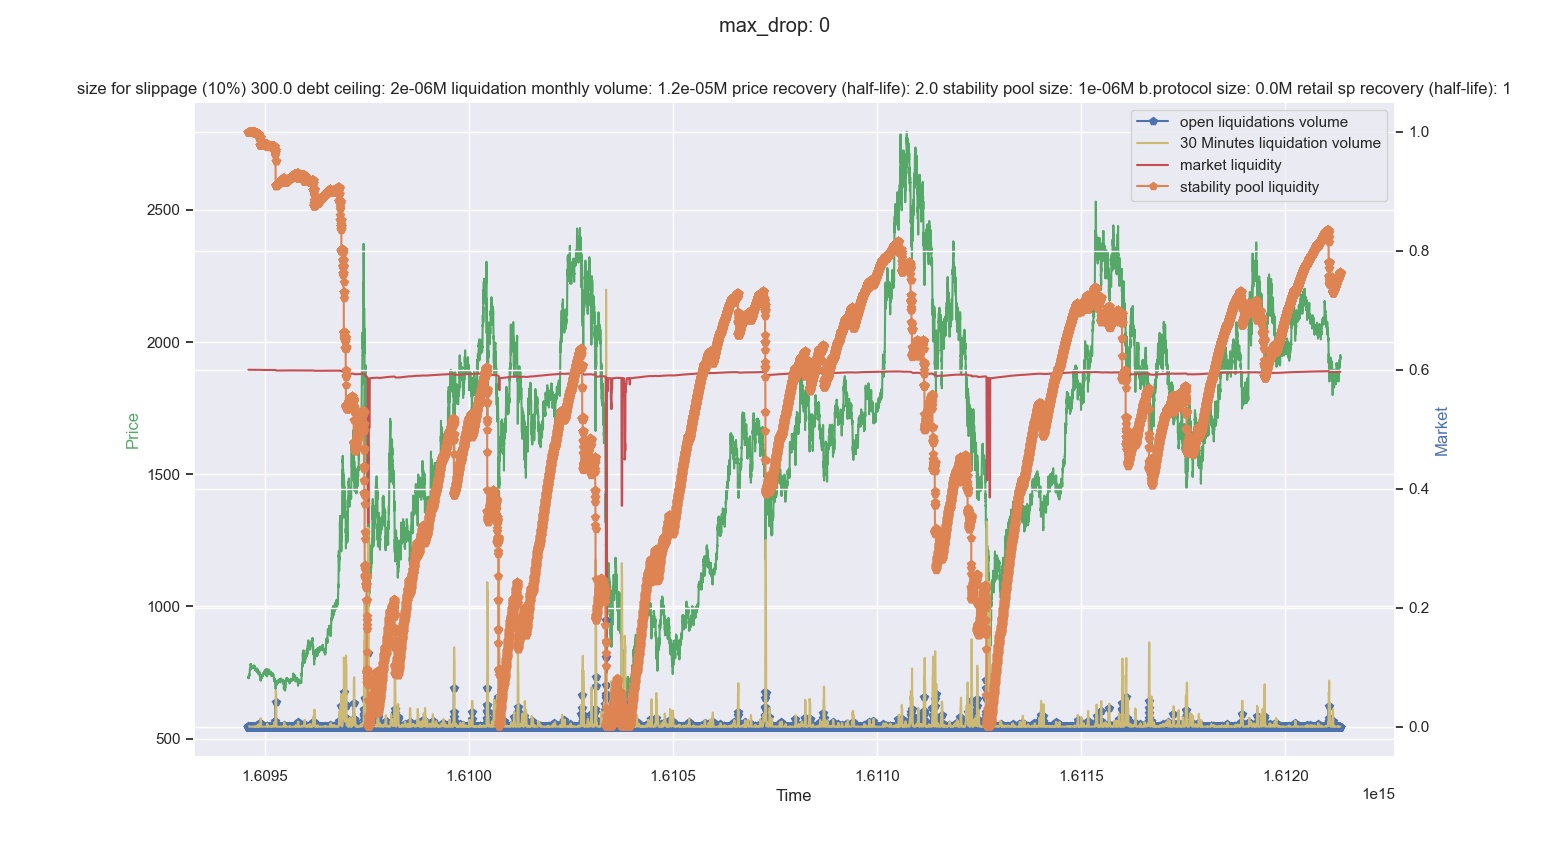 max_drop: 0
size for slippage (10%) 300.0 debt ceiling: 2e-06M liquidation monthly volume: 1.2e-05M price recovery (half-life): 2.0 stability pool size: 1e-06M b.protocol size: 0.0M retail sp recovery (half-life): 1
open liquidations volume
30 Minutes liquidation volume
market liquidity
stability pool liquidity
2500
2000
1500
1000
500
Price
1.0
0.8
0.6
0.4
0.2
0.0
Market
1.6095 1.6100 1.6105 1.6110 1.6115 1.6120
1e15
Time